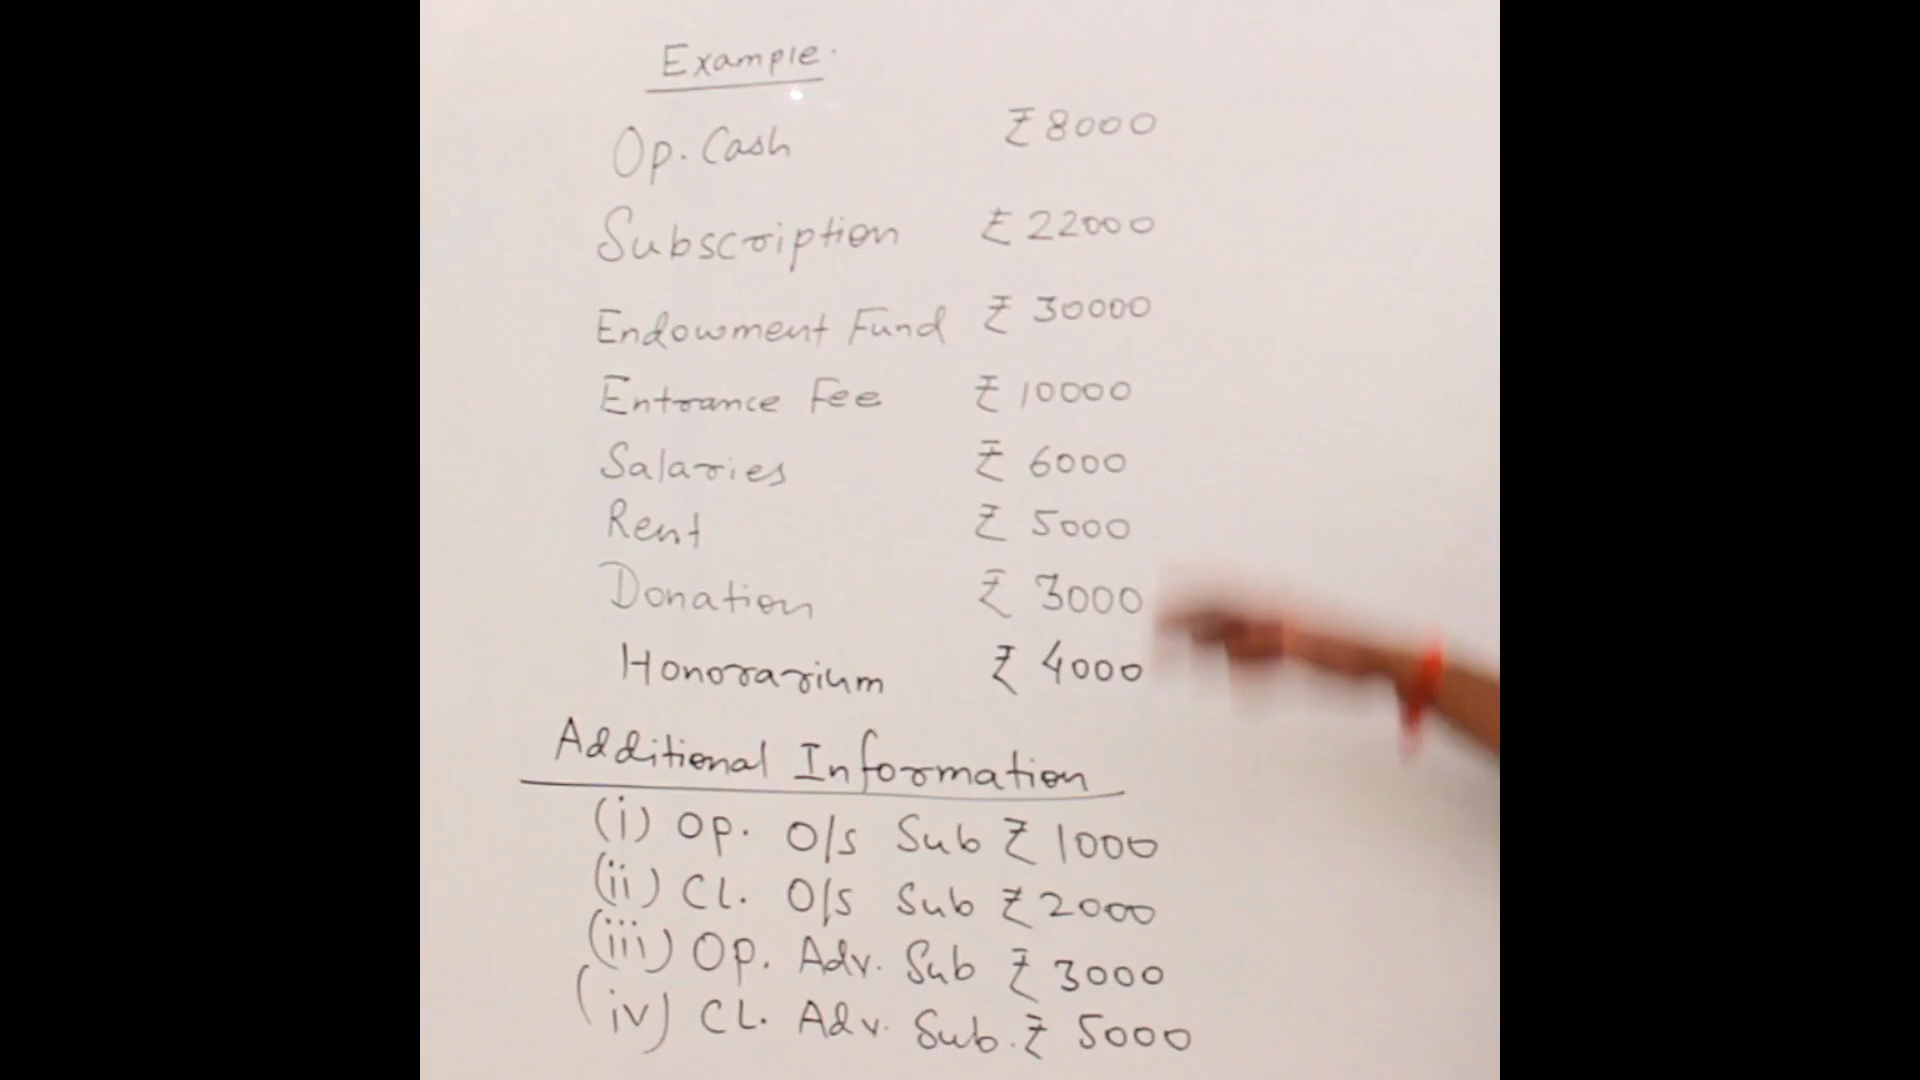 Example.
Op. Cash ₹ 8000
Subscription ₹ 22000
Endowment Fund ₹ 30000
Entrance Fee ₹ 10000
Salaries ₹ 6000
Rent ₹ 5000
Donation ₹ 3000
Honorarium ₹ 4000
Additional Information
(i) Op. O/s Sub ₹ 1000
(ii) CL. O/s Sub ₹ 2000
(iii) Op. Adv. Sub ₹ 3000
(iv) CL. Adv. Sub. ₹ 5000